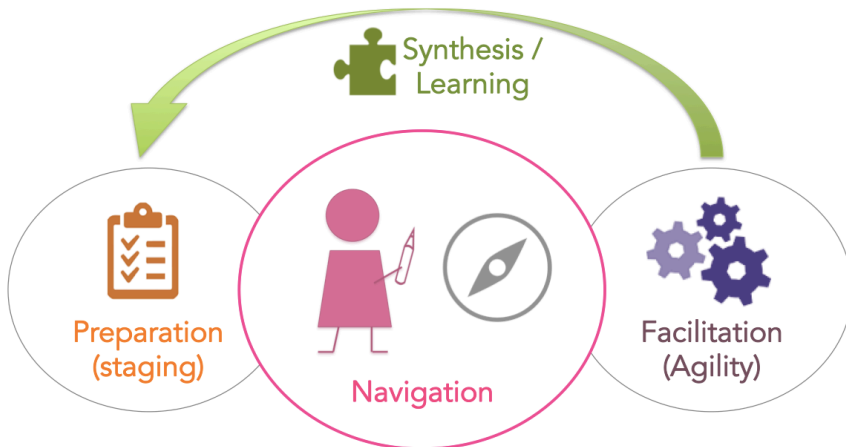 Synthesis /
Learning
Preparation
(staging)
Navigation
Facilitation
(Agility)